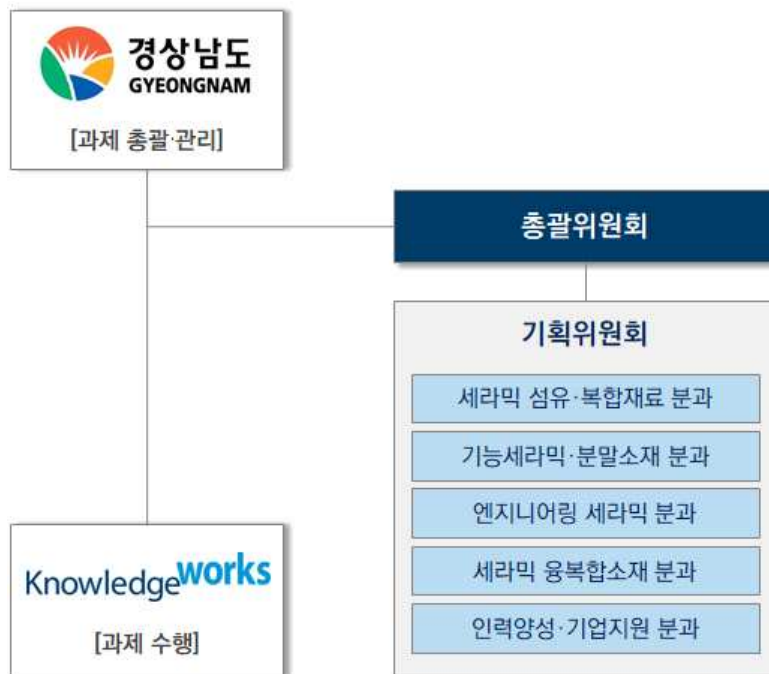 경상남도
GYEONGNAM
[과제 총괄·관리]
총괄위원회
기획위원회
세라믹 섬유·복합재료 분과
기능세라믹·분말소재 분과
엔지니어링 세라믹 분과
세라믹 융복합소재 분과
인력양성·기업지원 분과
Knowledgeworks
[과제 수행]